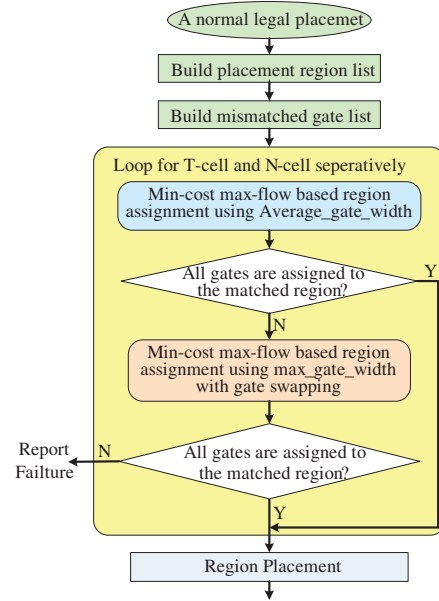 A normal legal placemet
Build placement region list
Build mismatched gate list
Loop for T-cell and N-cell seperatively
Min-cost max-flow based region
assignment using Average_gate_width
All gates are assigned to
the matched region?
Y
N
Min-cost max-flow based region
assignment using max_gate_width
with gate swapping
Report
Failture
N
All gates are assigned to
the matched region?
Y
Region Placement